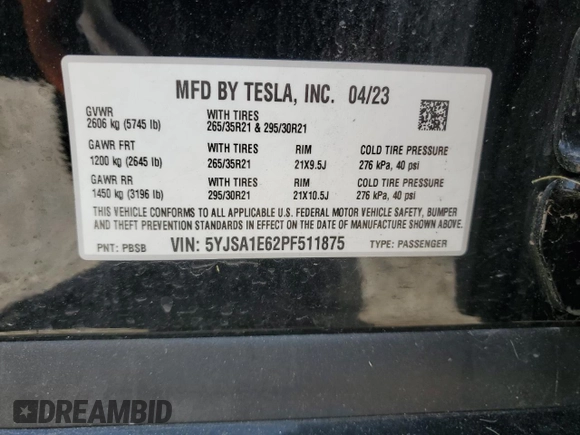 MFD BY TESLA, INC. 04/23
GVWR WITH TIRES
2606 kg (5745 lb) 265/35R21 & 295/30R21
GAWR FRT WITH TIRES RIM COLD TIRE PRESSURE
1200 kg (2645 lb) 265/35R21 21X9.5J 276 kPa, 40 psi
GAWR RR WITH TIRES RIM COLD TIRE PRESSURE
1450 kg (3196 lb) 295/30R21 21X10.5J 276 kPa, 40 psi
THIS VEHICLE CONFORMS TO ALL APPLICABLE U.S. FEDERAL MOTOR VEHICLE SAFETY, BUMPER
AND THEFT PREVENTION STANDARDS IN EFFECT ON THE DATE OF MANUFACTURE SHOWN ABOVE.
PNT: PBSB VIN: 5YJSA1E62PF511875 TYPE: PASSENGER
DREAMBID